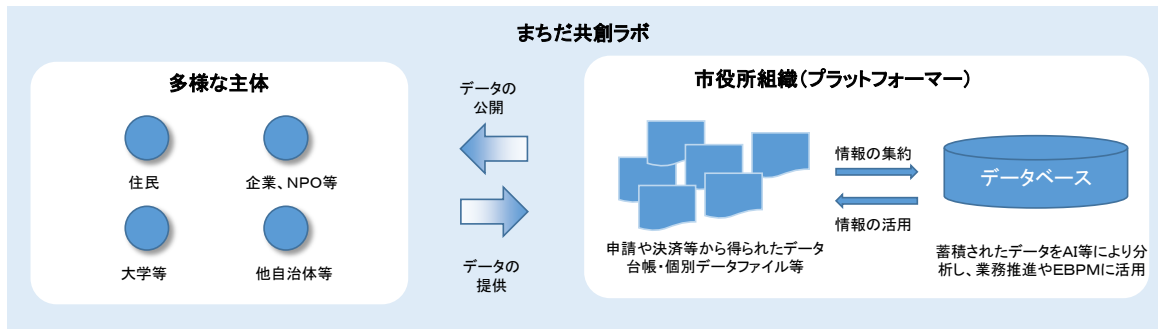 まちだ共創ラボ
多様な主体
住民
企業、NPO等
大学等
他自治体等
データの
公開
データの
提供
市役所組織(プラットフォーマー)
申請や決済等から得られたデータ
台帳・個別データファイル等
情報の集約
情報の活用
データベース
蓄積されたデータをAI等により分
析し、業務推進やEBPMに活用